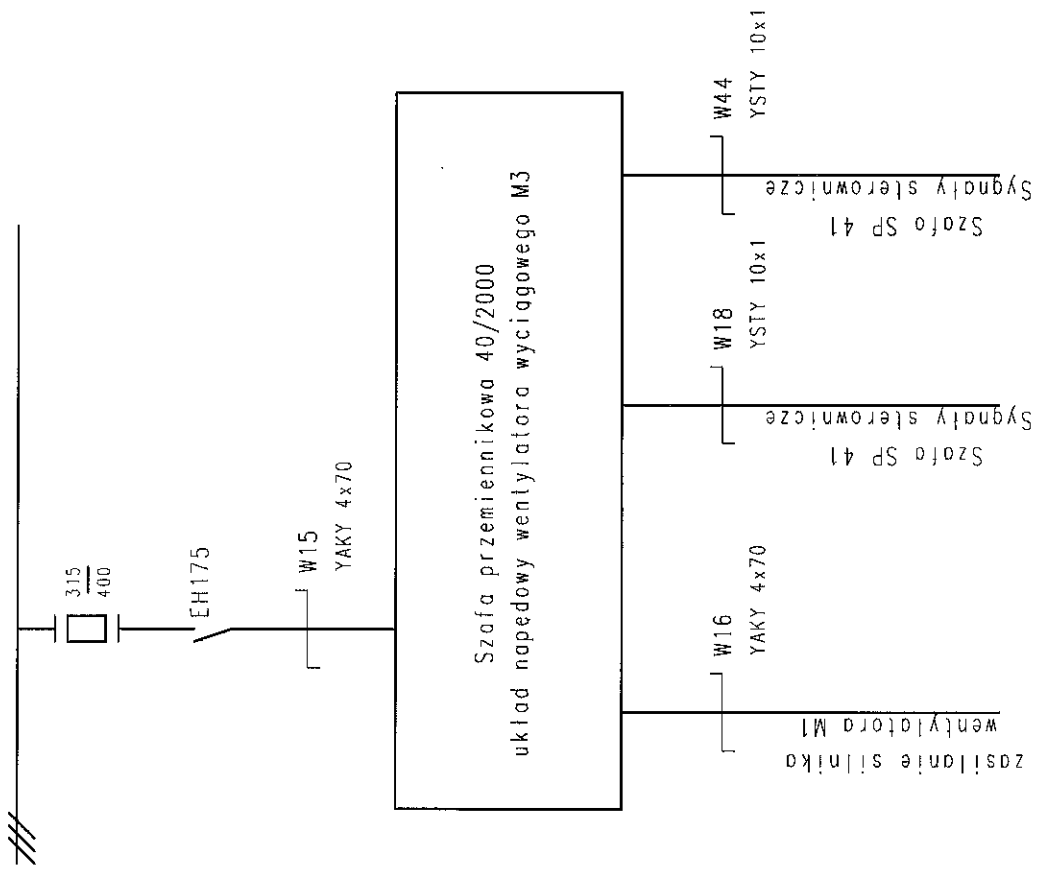 315
400
EH175
W15
YAKY 4x70
Szafa przemiennikowa 40/2000
układ napędowy wentylatora wyciągowego M3
W16
YAKY 4x70
zasilanie silnika
wentylatora M1
W18
YSTY 10x1
Szafa SP 41
Sygnały sterownicze
W44
YSTY 10x1
Szafa SP 41
Sygnały sterownicze